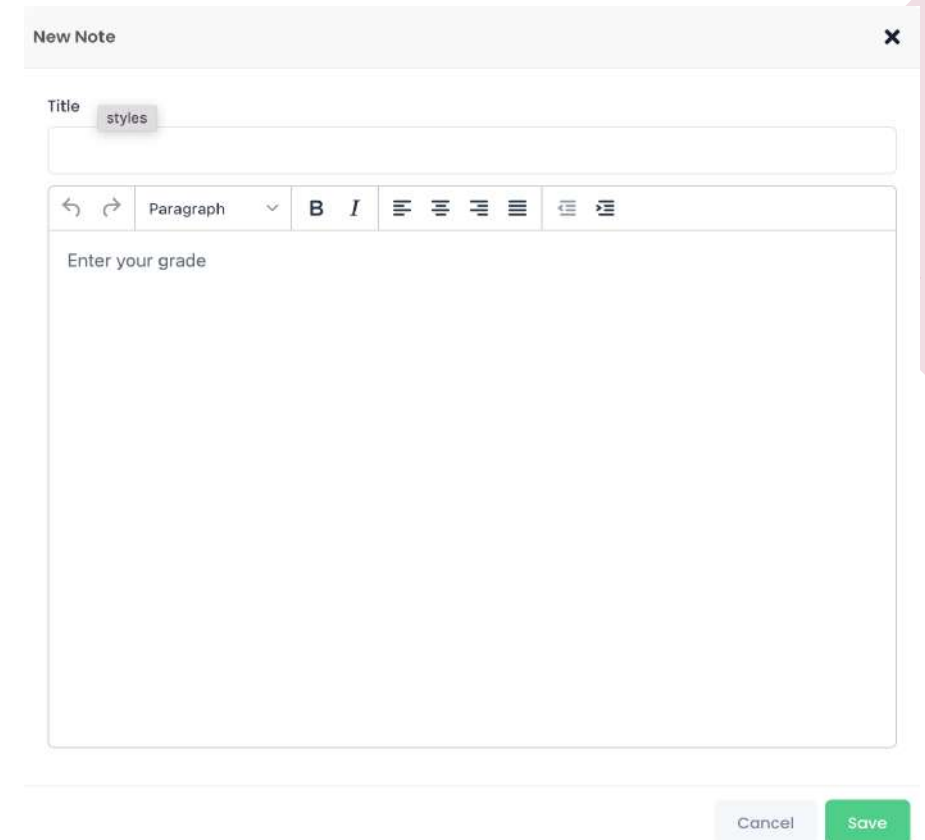 New Note
Title
styles
Paragraph B I
Enter your grade
Cancel Save